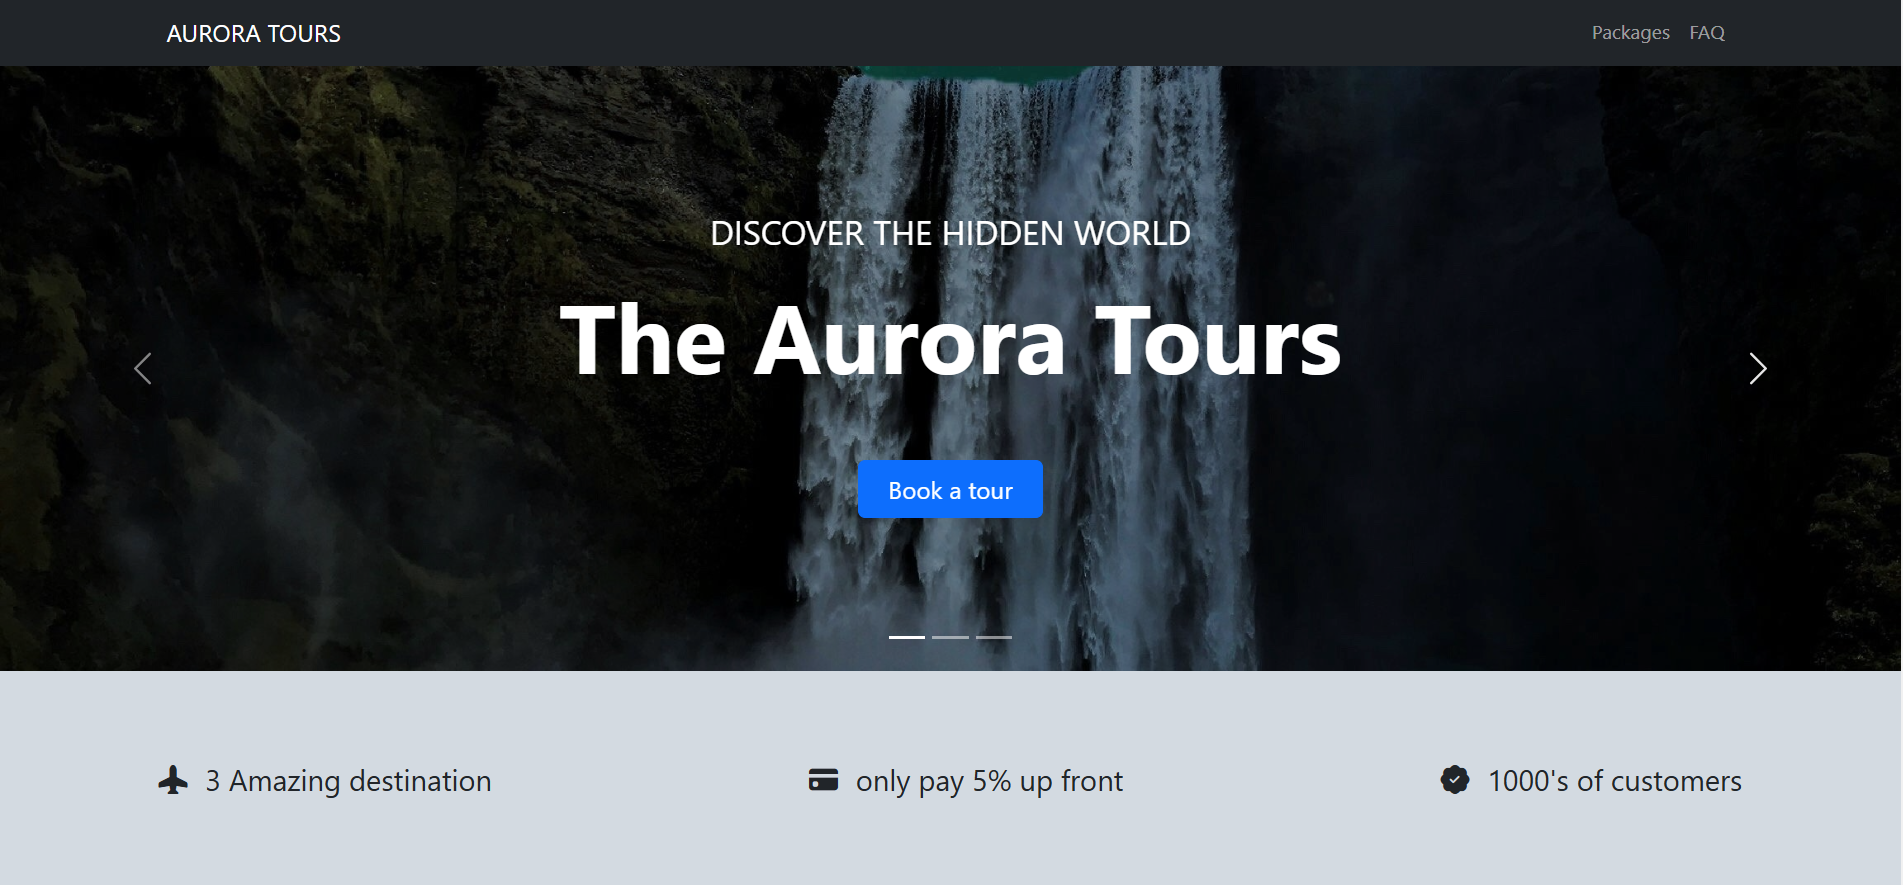 AURORA TOURS
Packages FAQ
DISCOVER THE HIDDEN WORLD
The Aurora Tours
Book a tour
3 Amazing destination
only pay 5% up front
1000's of customers